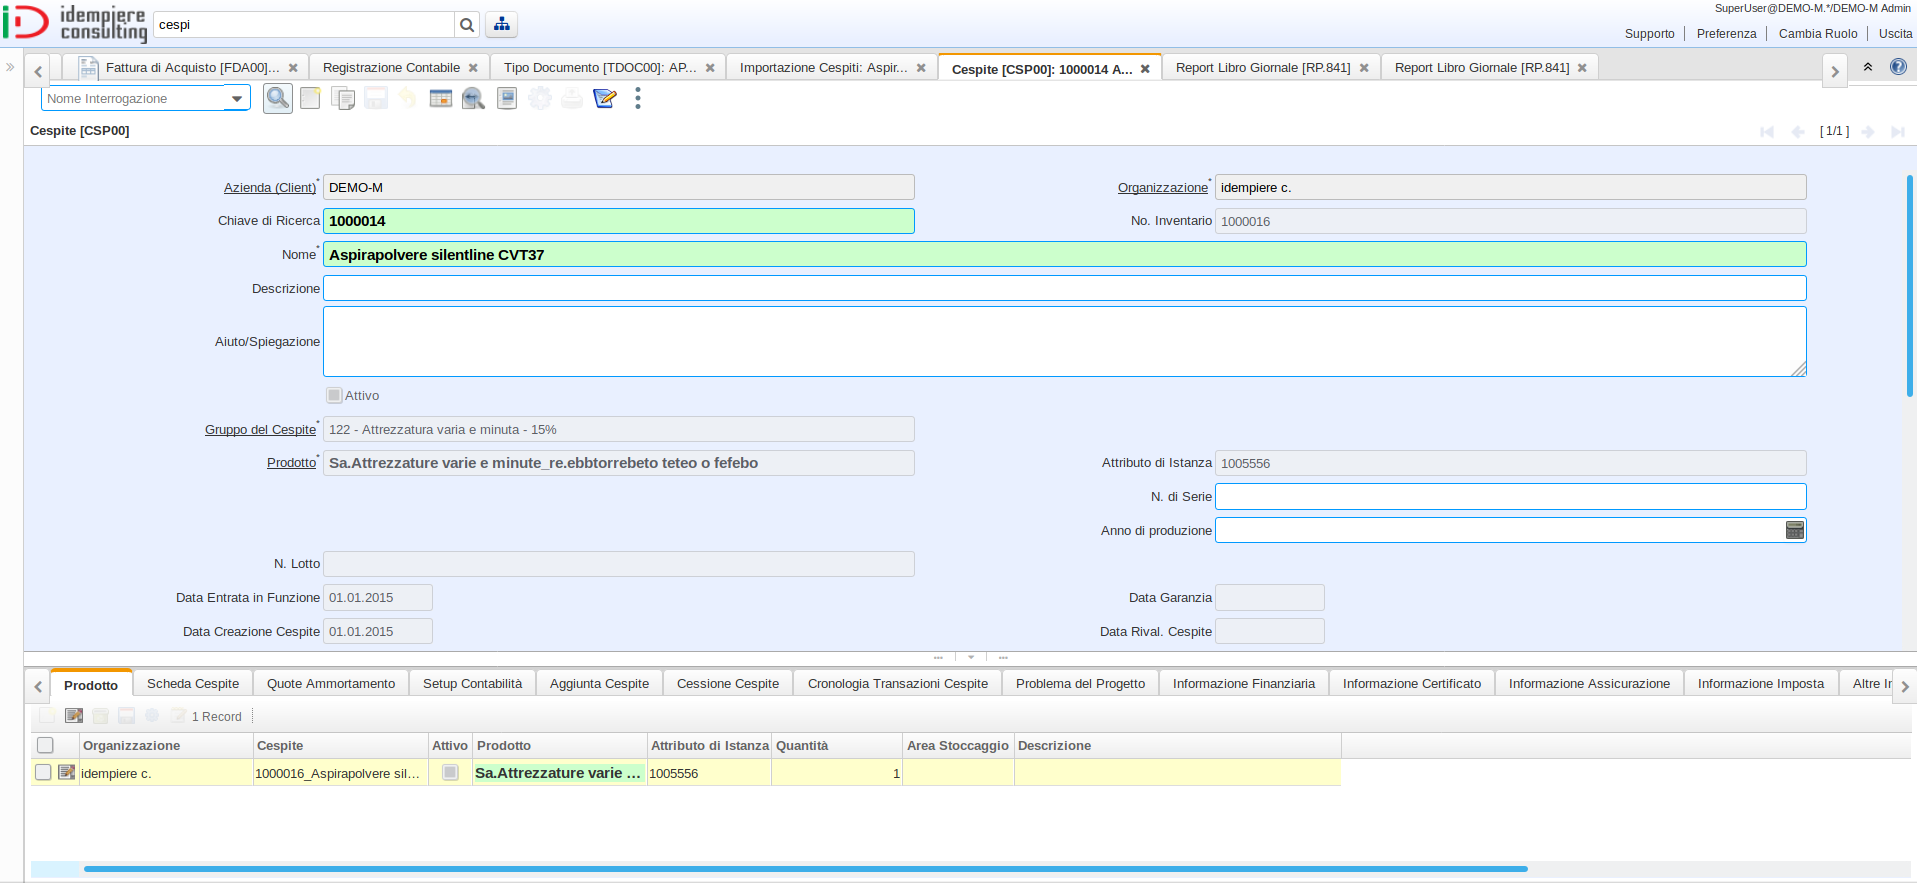 idempiere consulting
cespi
SuperUser@DEMO-M.*/DEMO-M Admin
Supporto Preferenza Cambia Ruolo Uscita
Fattura di Acquisto [FDA00]... Registrazione Contabile Tipo Documento [TDOC00]: AP... Importazione Cespiti: Aspir... Cespite [CSP00]: 1000014 A... Report Libro Giornale [RP.841] Report Libro Giornale [RP.841]
Nome Interrogazione
Cespite [CSP00] [ 1/1 ]
Azienda (Client)* DEMO-M Organizzazione* idempiere c.
Chiave di Ricerca 1000014 No. Inventario 1000016
Nome* Aspirapolvere silentline CVT37
Descrizione
Aiuto/Spiegazione
Attivo
Gruppo del Cespite* 122 - Attrezzatura varia e minuta - 15%
Prodotto* Sa.Attrezzature varie e minute_re.ebbtorrebeto teteo o fefebo Attributo di Istanza 1005556
N. di Serie
Anno di produzione
N. Lotto
Data Entrata in Funzione 01.01.2015 Data Garanzia
Data Creazione Cespite 01.01.2015 Data Rival. Cespite
Prodotto Scheda Cespite Quote Ammortamento Setup Contabilità Aggiunta Cespite Cessione Cespite Cronologia Transazioni Cespite Problema del Progetto Informazione Finanziaria Informazione Certificato Informazione Assicurazione Informazione Imposta Altre
1 Record
Organizzazione Cespite Attivo Prodotto Attributo di Istanza Quantità Area Stoccaggio Descrizione
idempiere c. 1000016_Aspirapolvere sil... Sa.Attrezzature varie ... 1005556 1